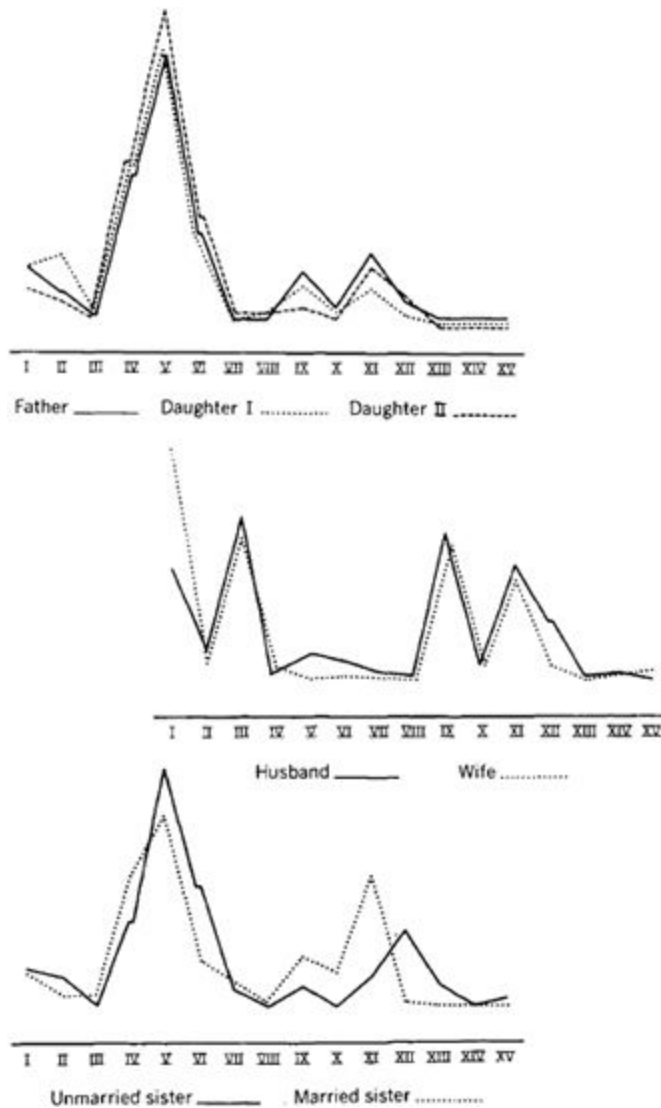 I II III IV V VI VII VIII IX X XI XII XIII XIV XV
Father Daughter I Daughter II
I II III IV V VI VII VIII IX X XI XII XIII XIV XV
Husband Wife
I II III IV V VI VII VIII IX X XI XII XIII XIV XV
Unmarried sister Married sister